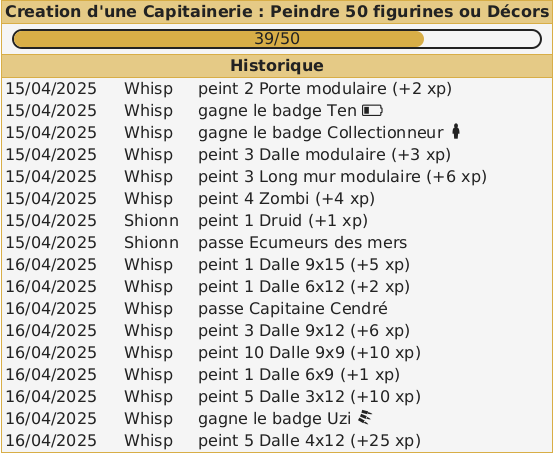 Creation d'une Capitainerie : Peindre 50 figurines ou Décors
39/50
Historique
15/04/2025 Whisp peint 2 Porte modulaire (+2 xp)
15/04/2025 Whisp gagne le badge Ten
15/04/2025 Whisp gagne le badge Collectionneur
15/04/2025 Whisp peint 3 Dalle modulaire (+3 xp)
15/04/2025 Whisp peint 3 Long mur modulaire (+6 xp)
15/04/2025 Whisp peint 4 Zombi (+4 xp)
15/04/2025 Shionn peint 1 Druid (+1 xp)
15/04/2025 Shionn passe Ecumeurs des mers
16/04/2025 Whisp peint 1 Dalle 9x15 (+5 xp)
16/04/2025 Whisp peint 1 Dalle 6x12 (+2 xp)
16/04/2025 Whisp passe Capitaine Cendré
16/04/2025 Whisp peint 3 Dalle 9x12 (+6 xp)
16/04/2025 Whisp peint 10 Dalle 9x9 (+10 xp)
16/04/2025 Whisp peint 1 Dalle 6x9 (+1 xp)
16/04/2025 Whisp peint 5 Dalle 3x12 (+10 xp)
16/04/2025 Whisp gagne le badge Uzi
16/04/2025 Whisp peint 5 Dalle 4x12 (+25 xp)